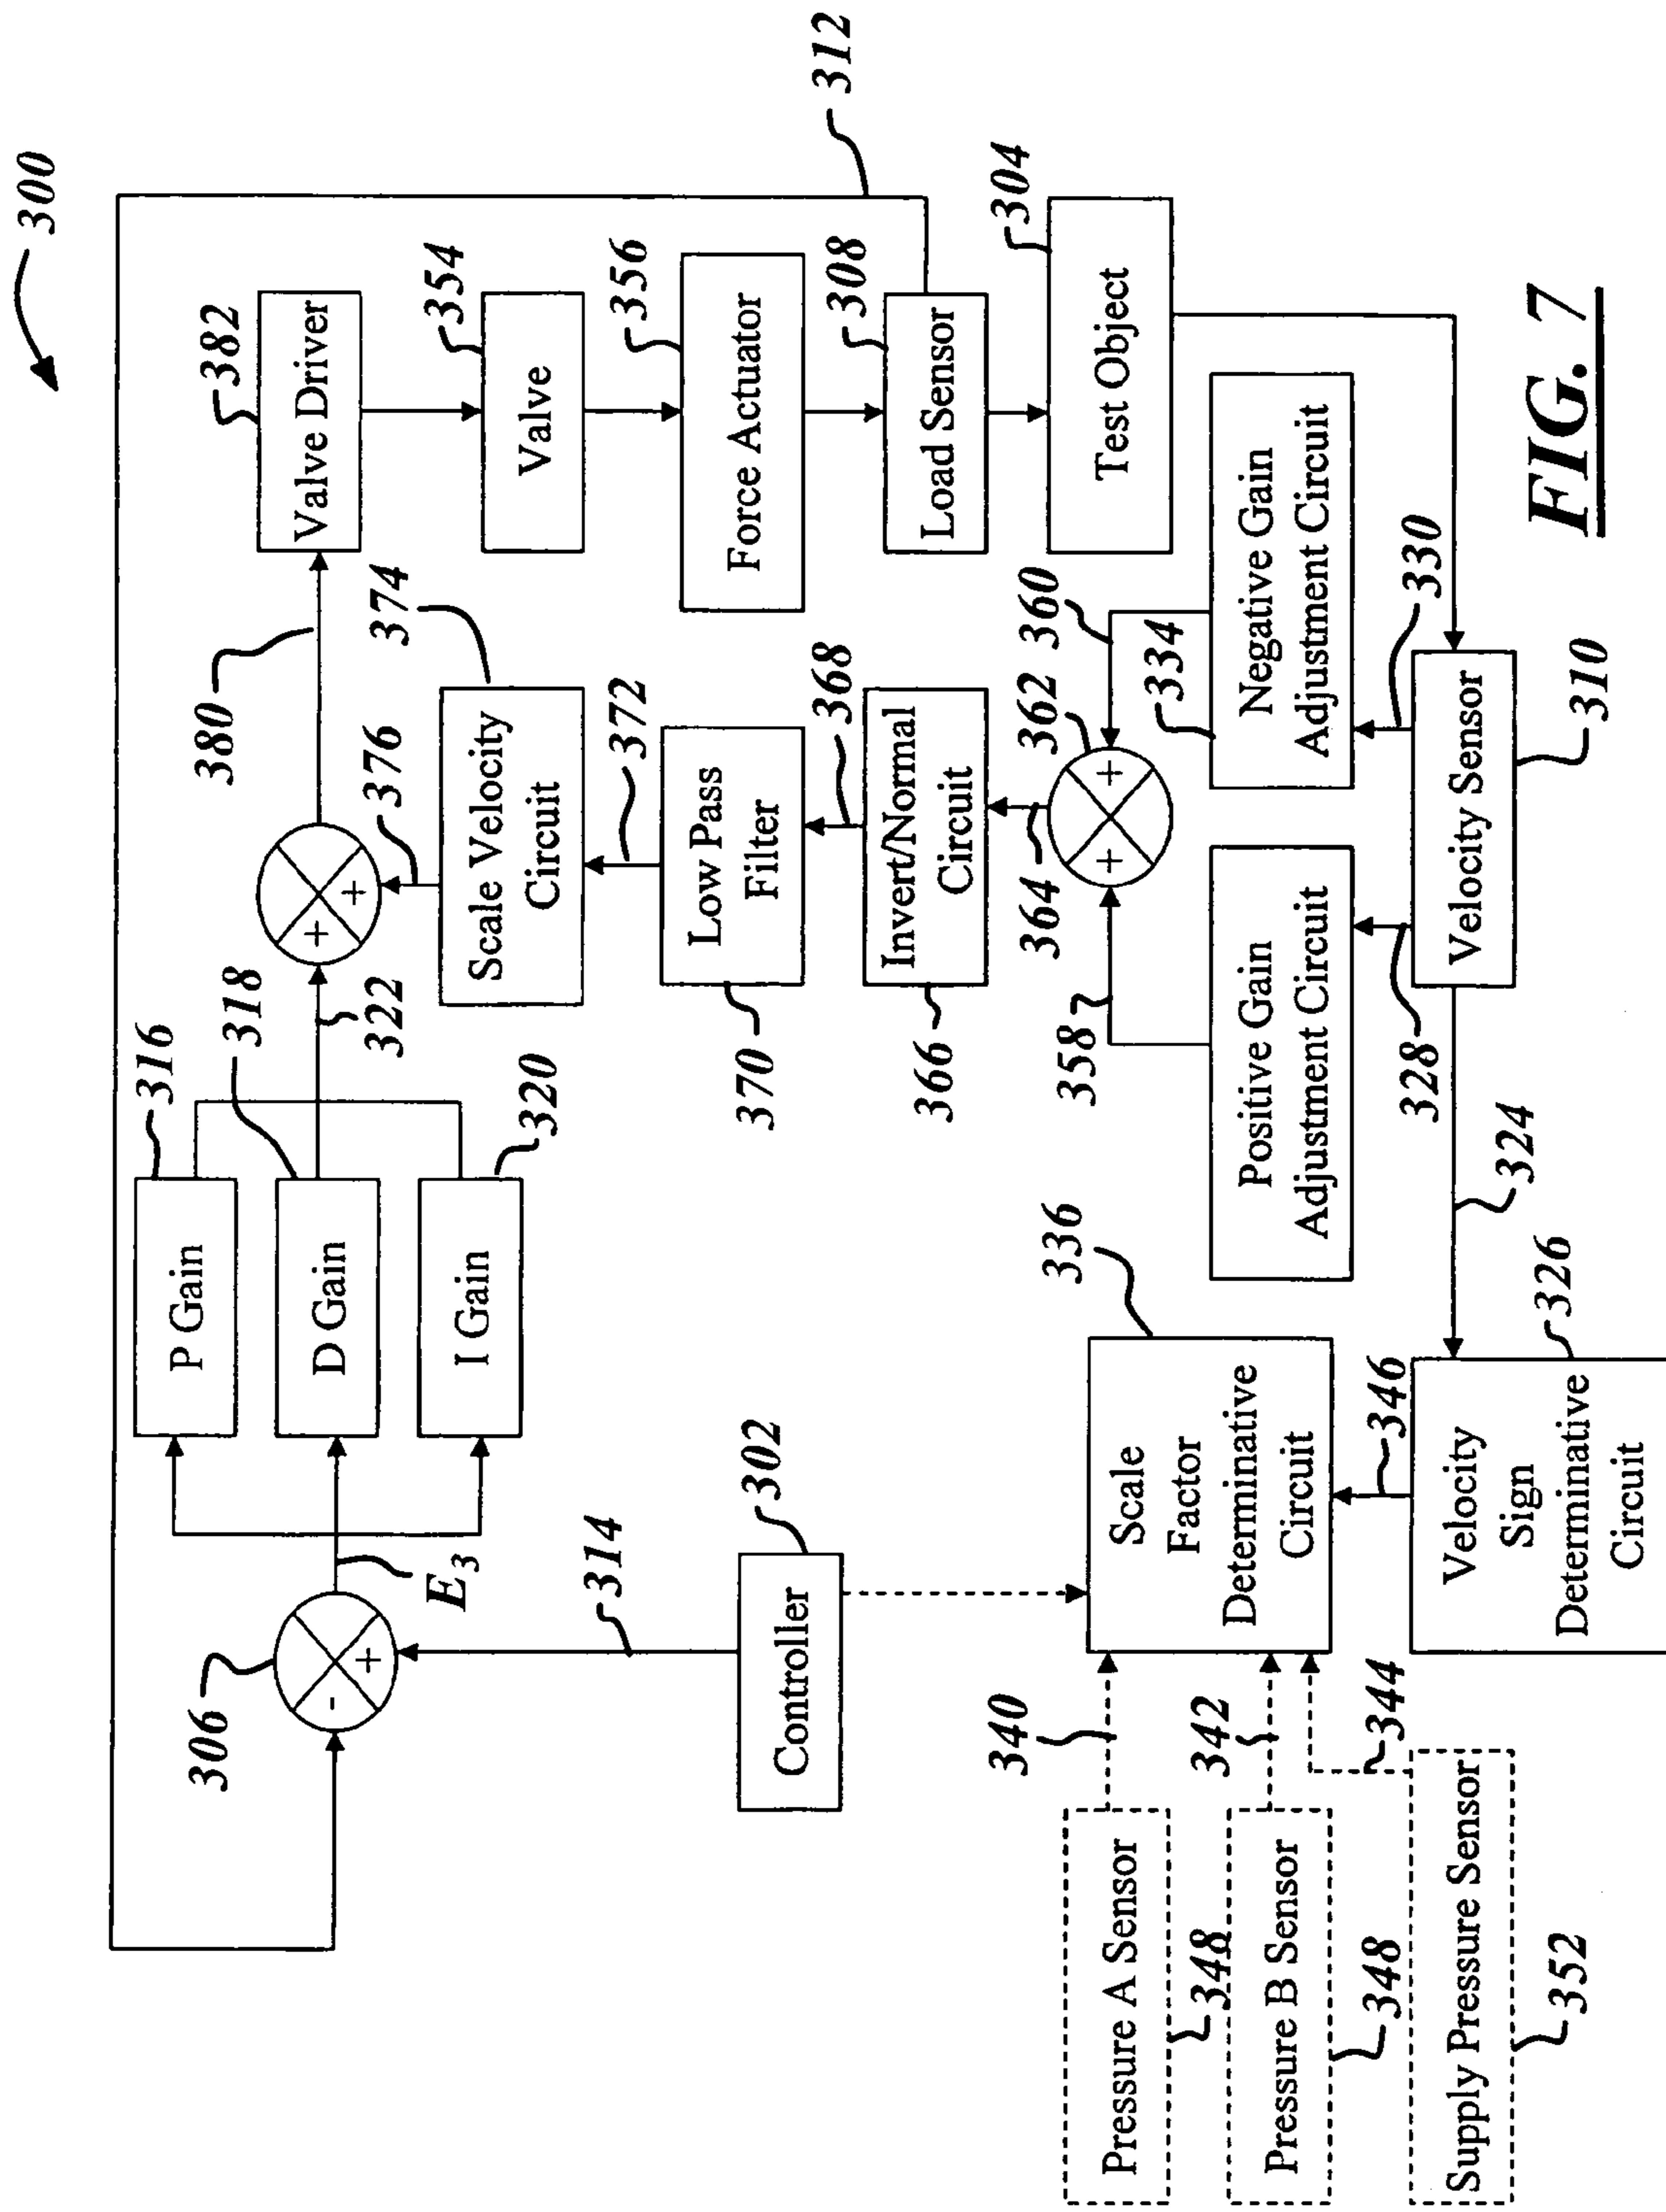 300
312
316
P Gain
318
D Gain
320
I Gain
322
306
-
+
E3
314
302
Controller
380
+
+
382
Valve Driver
354
Valve
356
Force Actuator
308
Load Sensor
304
Test Object
374
376
Scale Velocity
Circuit
372
Low Pass
Filter
370
368
Invert/Normal
Circuit
366
364
362
+
+
358
360
334
Positive Gain
Adjustment Circuit
Negative Gain
Adjustment Circuit
328
330
Velocity Sensor
310
324
336
Scale
Factor
Determinative
Circuit
346
326
Velocity
Sign
Determinative
Circuit
340
342
344
Pressure A Sensor
348
Pressure B Sensor
348
Supply Pressure Sensor
352
FIG. 7